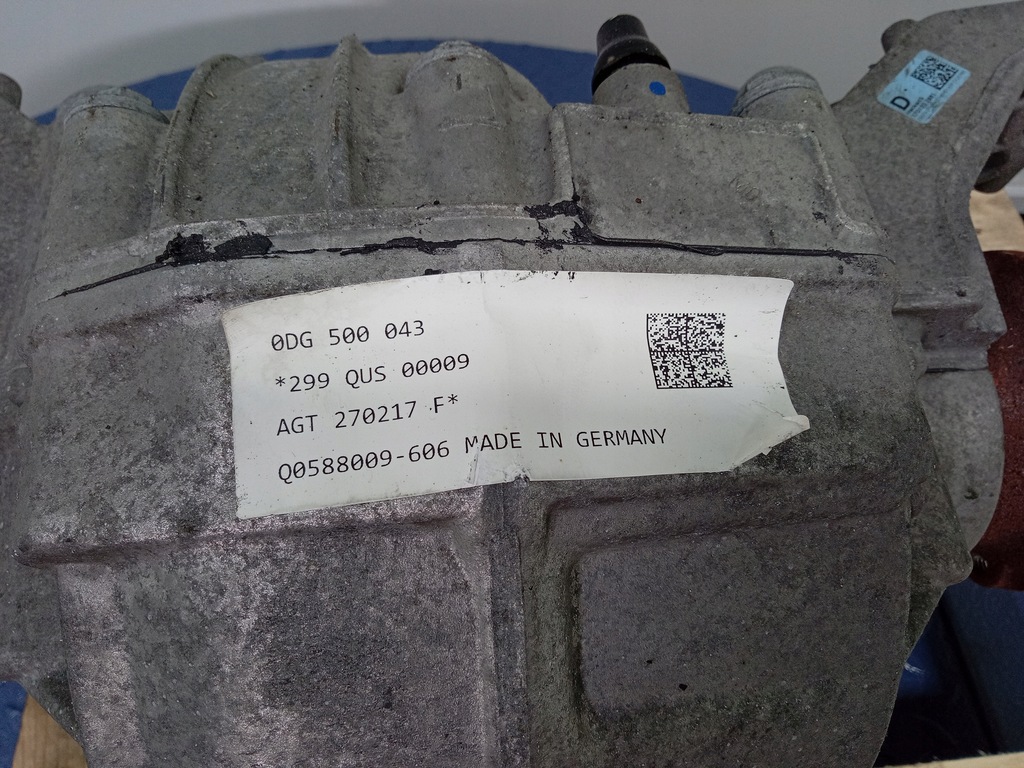 D
0DG 500 043
*299 QUS 00009
AGT 270217 F*
Q0588009-606 MADE IN GERMANY